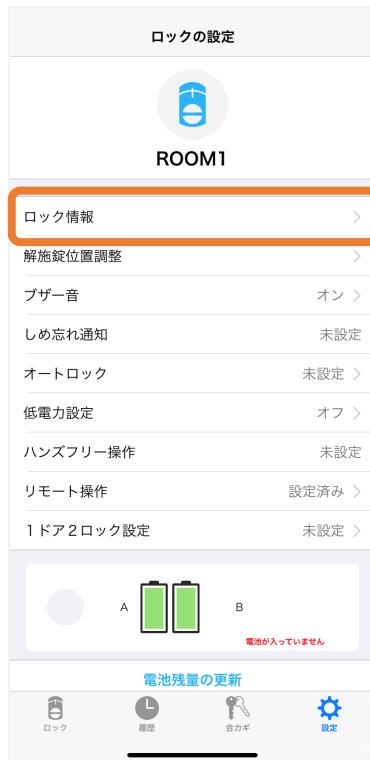 ロックの設定
ROOM1
ロック情報
解施錠位置調整
ブザー音 オン
しめ忘れ通知 未設定
オートロック 未設定
低電力設定 オフ
ハンズフリー操作 未設定
リモート操作 設定済み
１ドア２ロック設定 未設定
A B
電池が入っていません
電池残量の更新
ロック 履歴 合カギ 設定